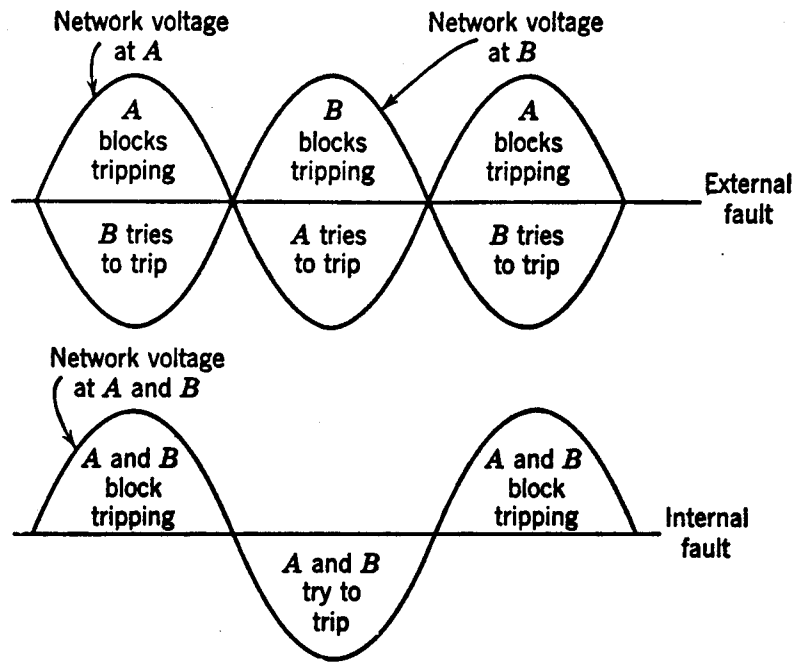 Network voltage
at A
Network voltage
at B
A
blocks
tripping
B
blocks
tripping
A
blocks
tripping
External
fault
B tries
to trip
A tries
to trip
B tries
to trip
Network voltage
at A and B
A and B
block
tripping
A and B
block
tripping
Internal
fault
A and B
try to
trip